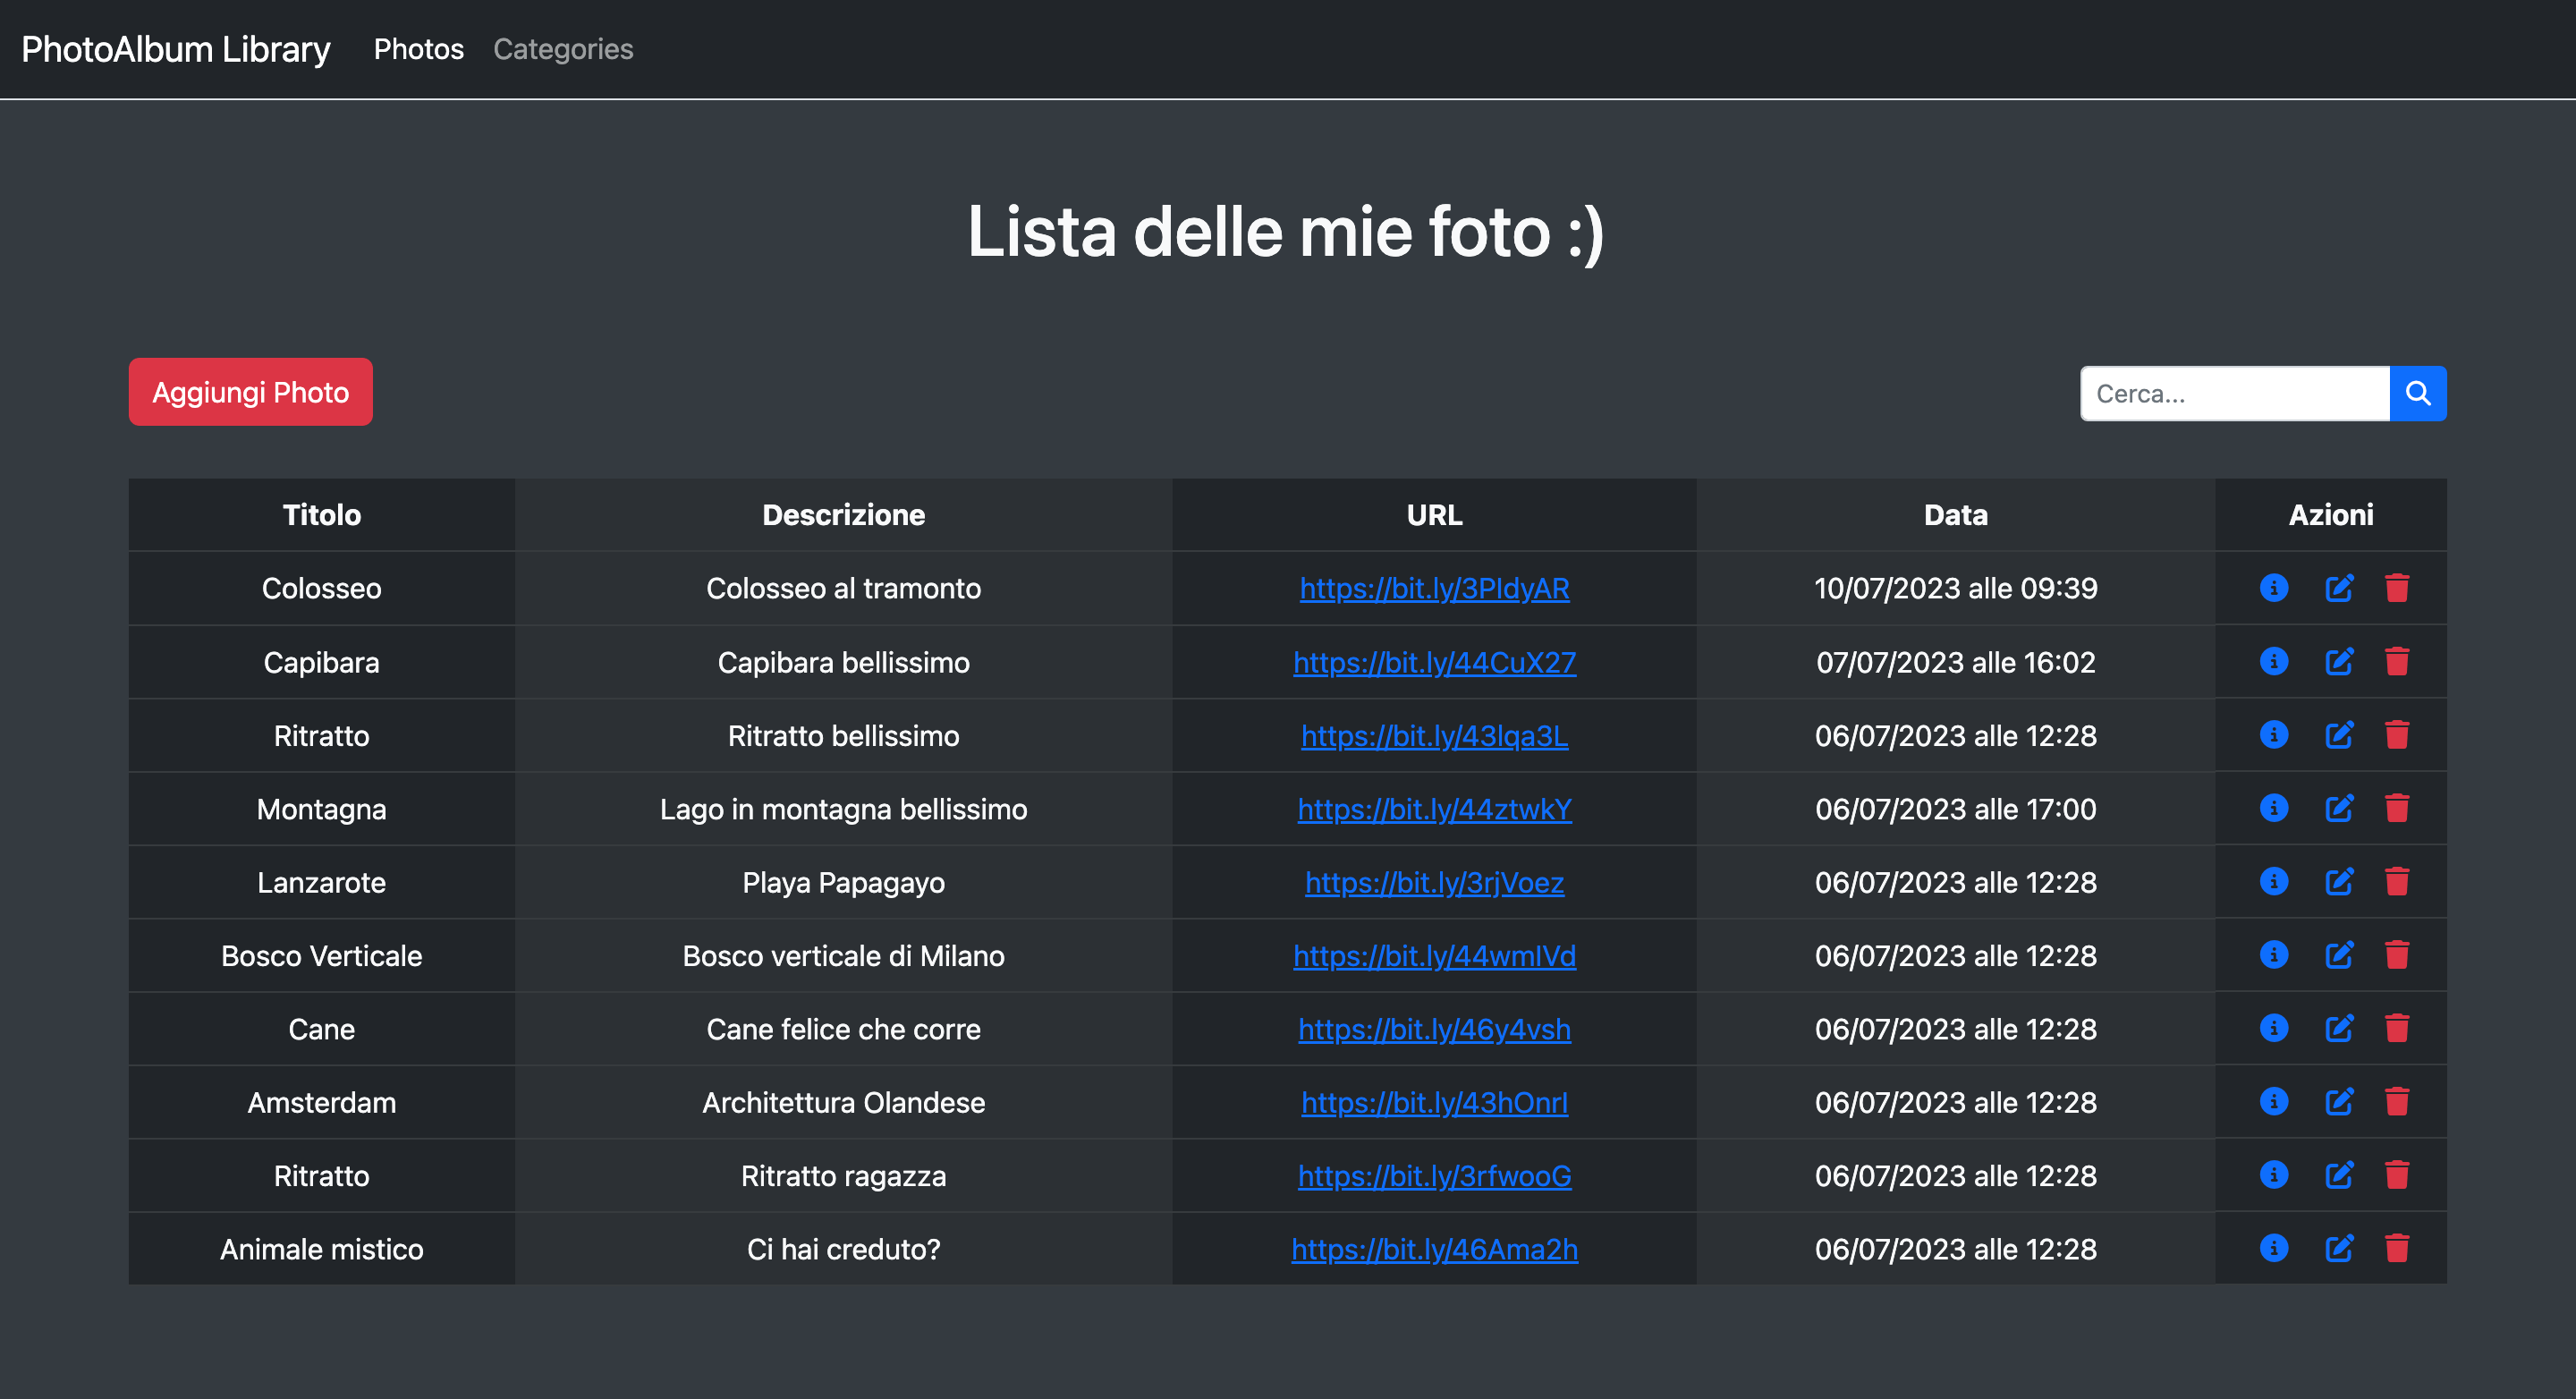 PhotoAlbum Library Photos Categories
Lista delle mie foto :)
Aggiungi Photo Cerca...
Titolo Descrizione URL Data Azioni
Colosseo Colosseo al tramonto https://bit.ly/3PIdyAR 10/07/2023 alle 09:39
Capibara Capibara bellissimo https://bit.ly/44CuX27 07/07/2023 alle 16:02
Ritratto Ritratto bellissimo https://bit.ly/43lqa3L 06/07/2023 alle 12:28
Montagna Lago in montagna bellissimo https://bit.ly/44ztwkY 06/07/2023 alle 17:00
Lanzarote Playa Papagayo https://bit.ly/3rjVoez 06/07/2023 alle 12:28
Bosco Verticale Bosco verticale di Milano https://bit.ly/44wmIVd 06/07/2023 alle 12:28
Cane Cane felice che corre https://bit.ly/46y4vsh 06/07/2023 alle 12:28
Amsterdam Architettura Olandese https://bit.ly/43hOnrI 06/07/2023 alle 12:28
Ritratto Ritratto ragazza https://bit.ly/3rfwooG 06/07/2023 alle 12:28
Animale mistico Ci hai creduto? https://bit.ly/46Ama2h 06/07/2023 alle 12:28